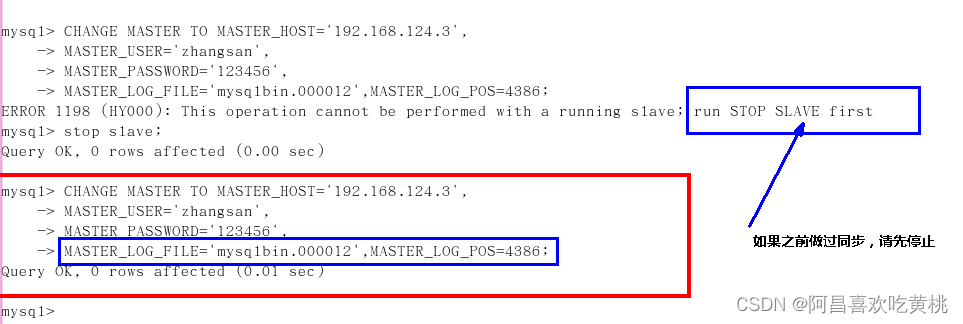 mysql> CHANGE MASTER TO MASTER_HOST='192.168.124.3',
    -> MASTER_USER='zhangsan',
    -> MASTER_PASSWORD='123456',
    -> MASTER_LOG_FILE='mysqlbin.000012',MASTER_LOG_POS=4386;
ERROR 1198 (HY000): This operation cannot be performed with a running slave; run STOP SLAVE first
mysql> stop slave;
Query OK, 0 rows affected (0.00 sec)
mysql> CHANGE MASTER TO MASTER_HOST='192.168.124.3',
    -> MASTER_USER='zhangsan',
    -> MASTER_PASSWORD='123456',
    -> MASTER_LOG_FILE='mysqlbin.000012',MASTER_LOG_POS=4386;
如果之前做过同步，请先停止
Query OK, 0 rows affected (0.01 sec)
mysql>
CSDN @阿昌喜欢吃黄桃